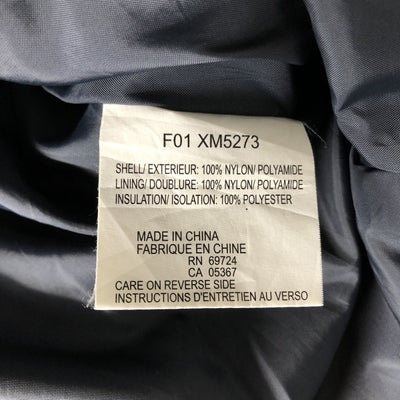 F01 XM5273
SHELL/ EXTERIEUR: 100% NYLON/ POLYAMIDE
LINING/ DOUBLURE: 100% NYLON/ POLYAMIDE
INSULATION/ ISOLATION: 100% POLYESTER
MADE IN CHINA
FABRIQUE EN CHINE
RN 69724
CA 05367
CARE ON REVERSE SIDE
INSTRUCTIONS D'ENTRETIEN AU VERSO